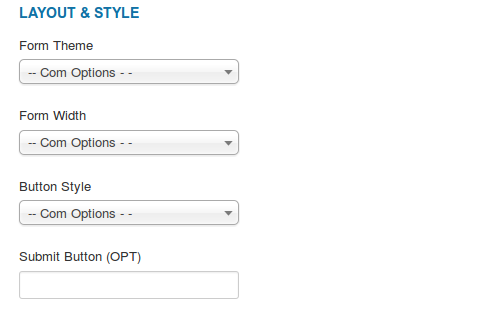 LAYOUT & STYLE
Form Theme
-- Com Options - -
Form Width
-- Com Options - -
Button Style
-- Com Options - -
Submit Button (OPT)